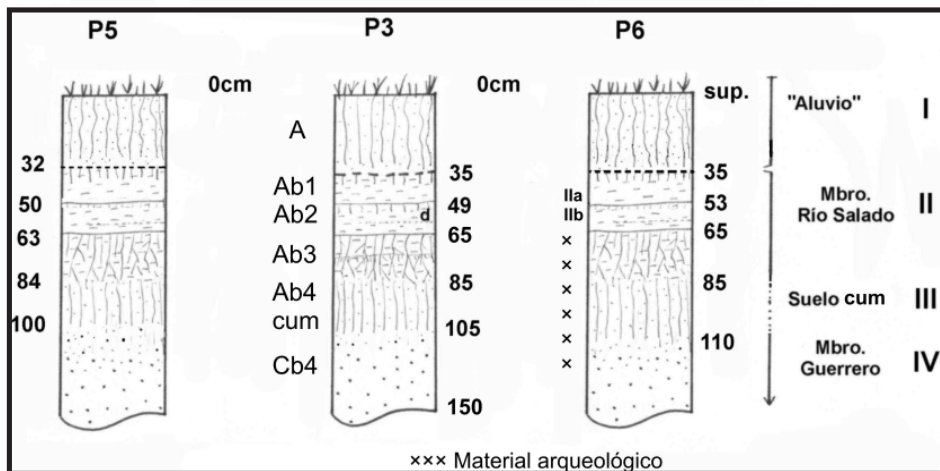 P5 P3 P6
0cm 0cm sup.
"Aluvio" I
A
32 35 35
Ab1 Mbro.
IIa Río Salado II
50 Ab2 49 IIb 53
d
63 65 65
Ab3
84 85 85
Ab4 Suelo cum III
cum
100 105 110
Mbro.
Cb4 Guerrero IV
150
××× Material arqueológico
×
×
×
×
×
×